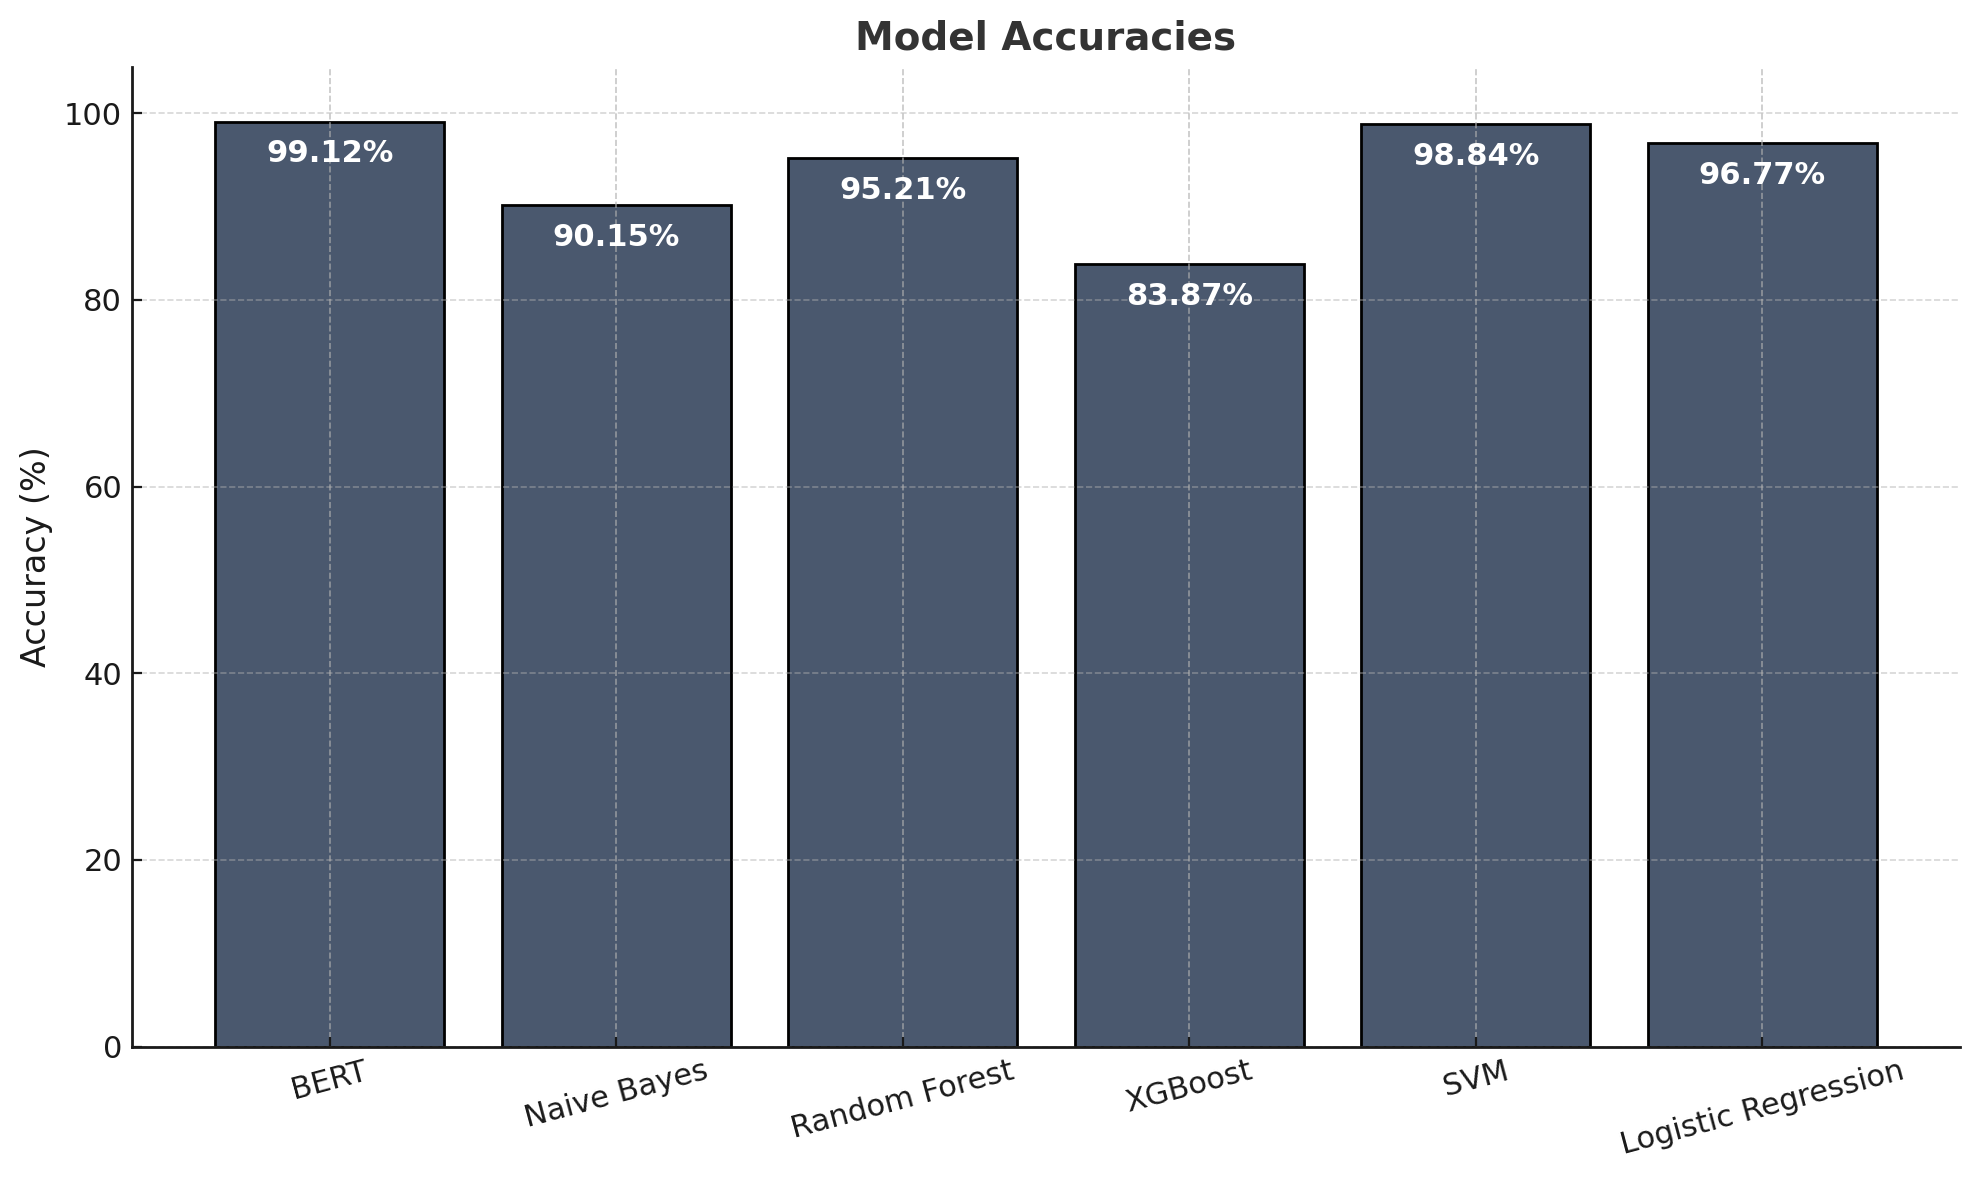 Model Accuracies
Accuracy (%)
100
80
60
40
20
0
99.12%
90.15%
95.21%
83.87%
98.84%
96.77%
BERT
Naive Bayes
Random Forest
XGBoost
SVM
Logistic Regression